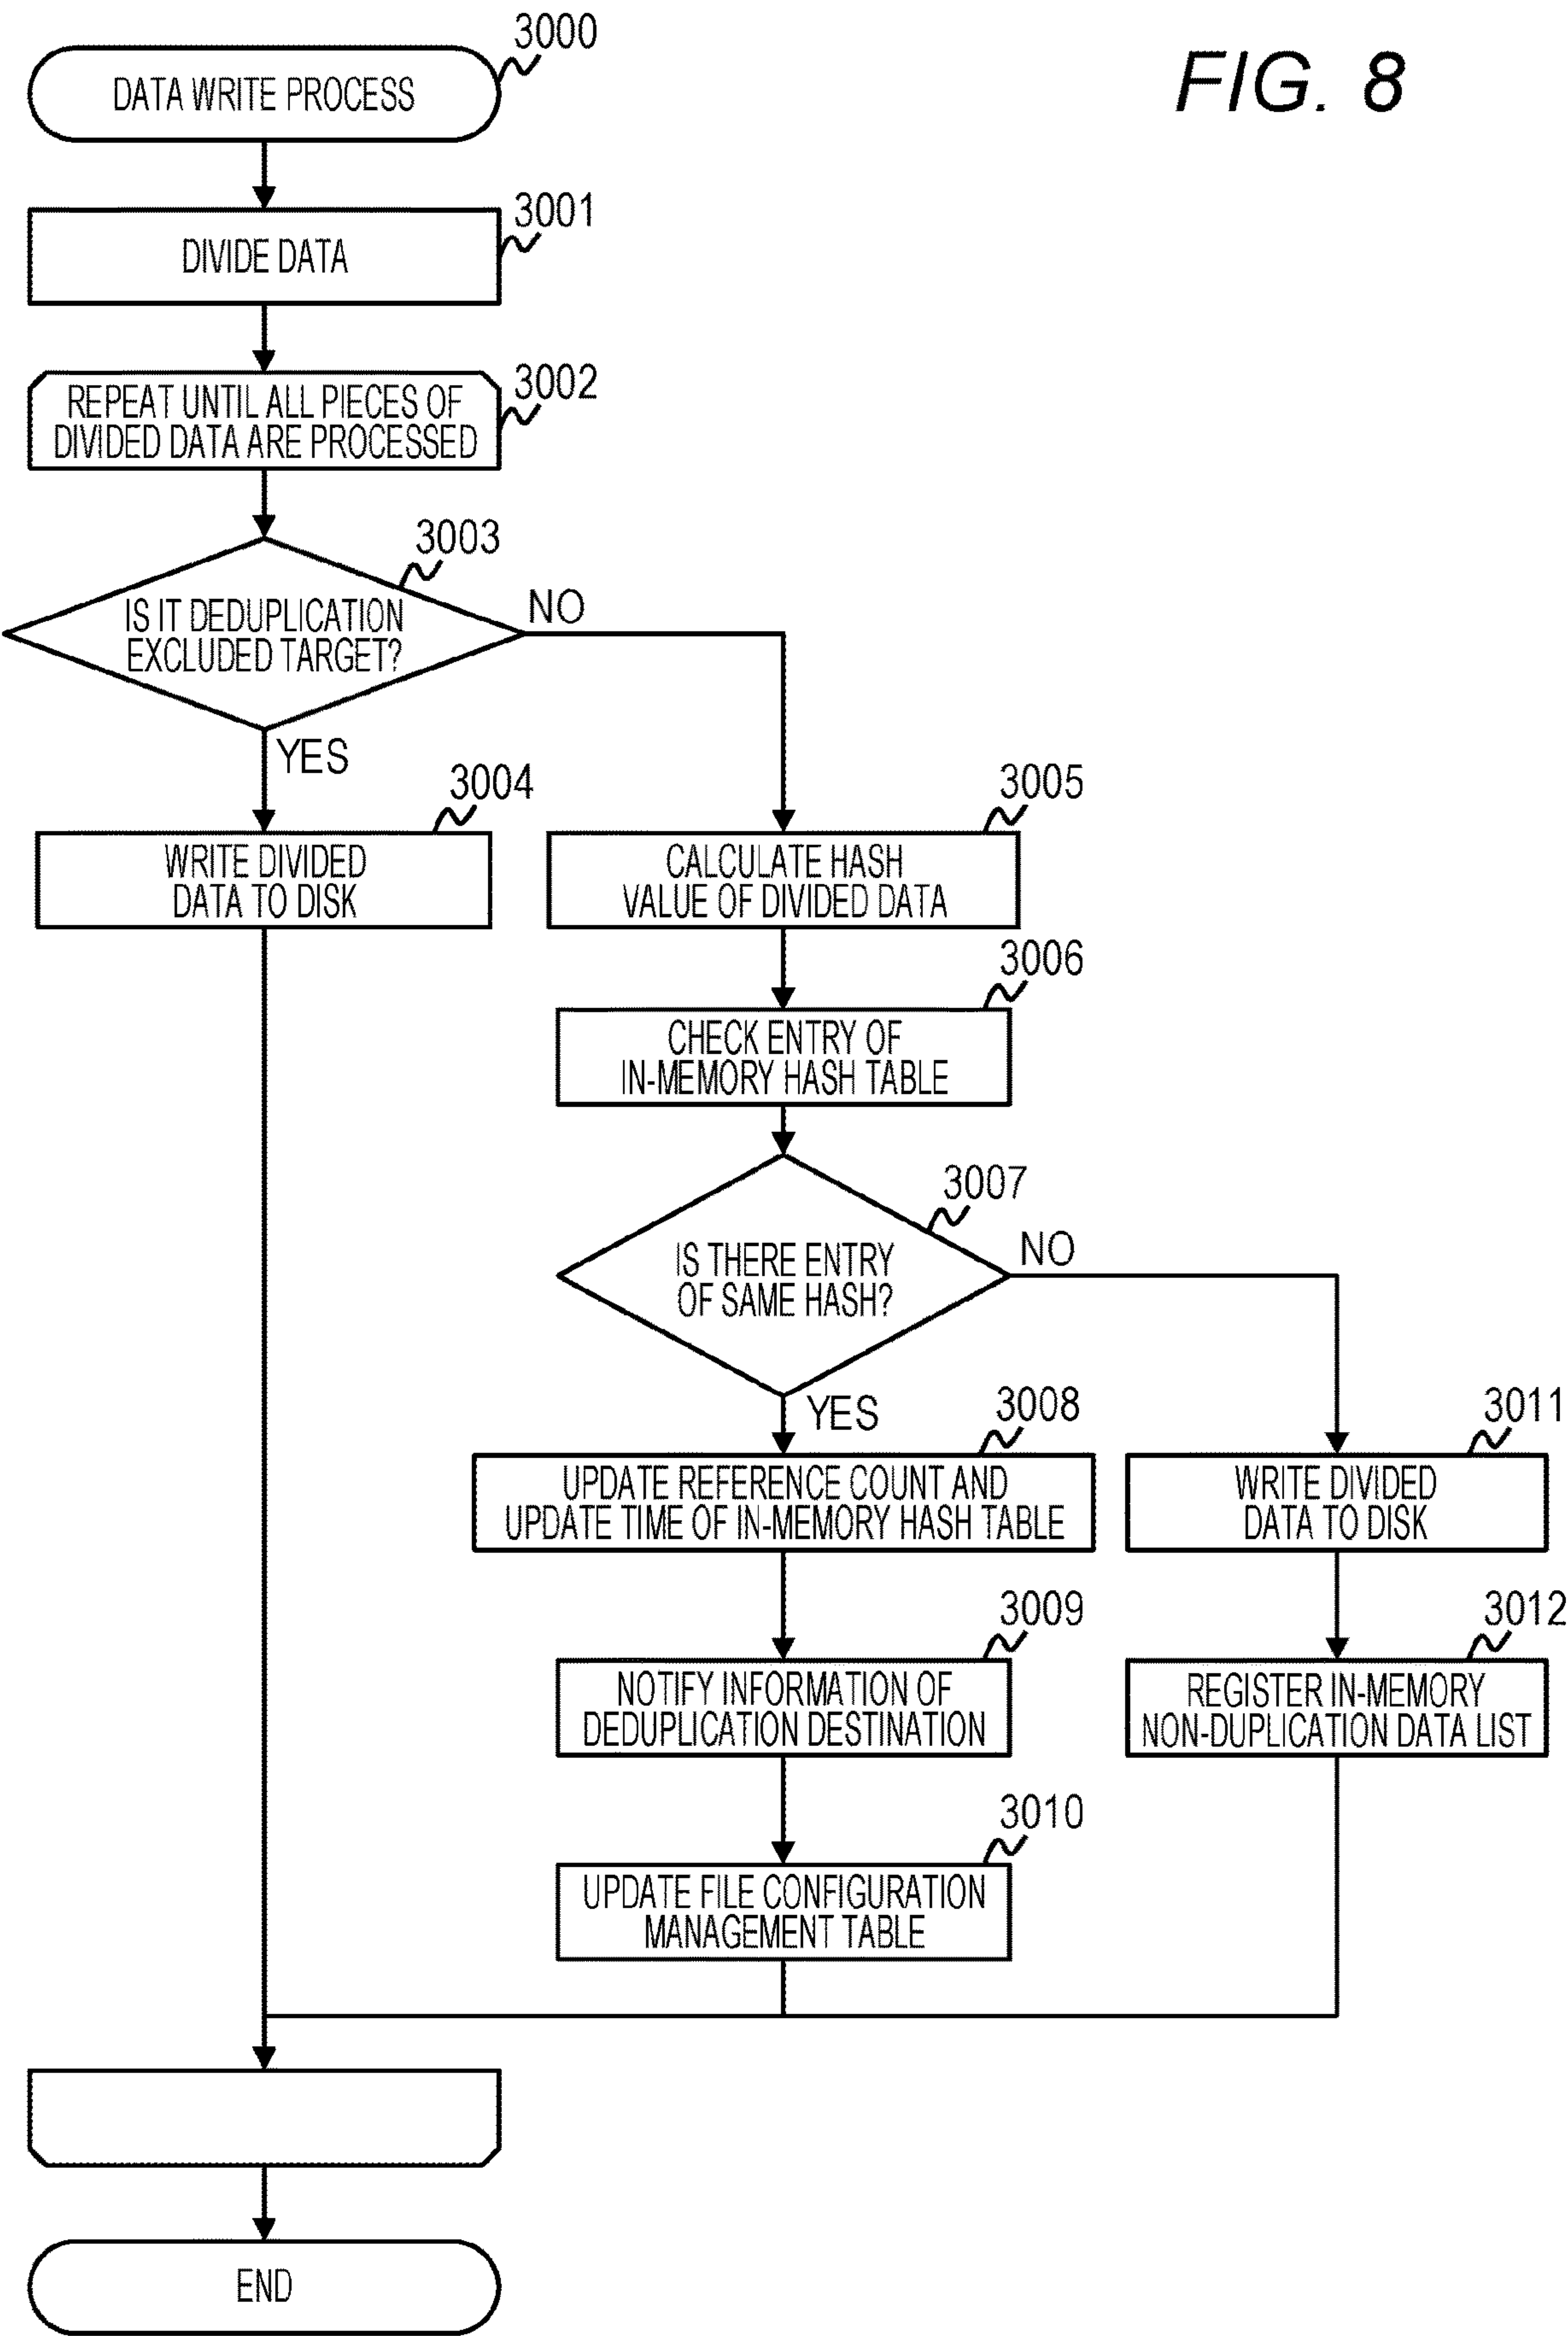 FIG. 8
3000
DATA WRITE PROCESS
3001
DIVIDE DATA
3002
REPEAT UNTIL ALL PIECES OF
DIVIDED DATA ARE PROCESSED
3003
IS IT DEDUPLICATION
EXCLUDED TARGET?
NO
YES
3004
WRITE DIVIDED
DATA TO DISK
3005
CALCULATE HASH
VALUE OF DIVIDED DATA
3006
CHECK ENTRY OF
IN-MEMORY HASH TABLE
3007
IS THERE ENTRY
OF SAME HASH?
NO
YES
3008
UPDATE REFERENCE COUNT AND
UPDATE TIME OF IN-MEMORY HASH TABLE
3011
WRITE DIVIDED
DATA TO DISK
3009
NOTIFY INFORMATION OF
DEDUPLICATION DESTINATION
3012
REGISTER IN-MEMORY
NON-DUPLICATION DATA LIST
3010
UPDATE FILE CONFIGURATION
MANAGEMENT TABLE
END